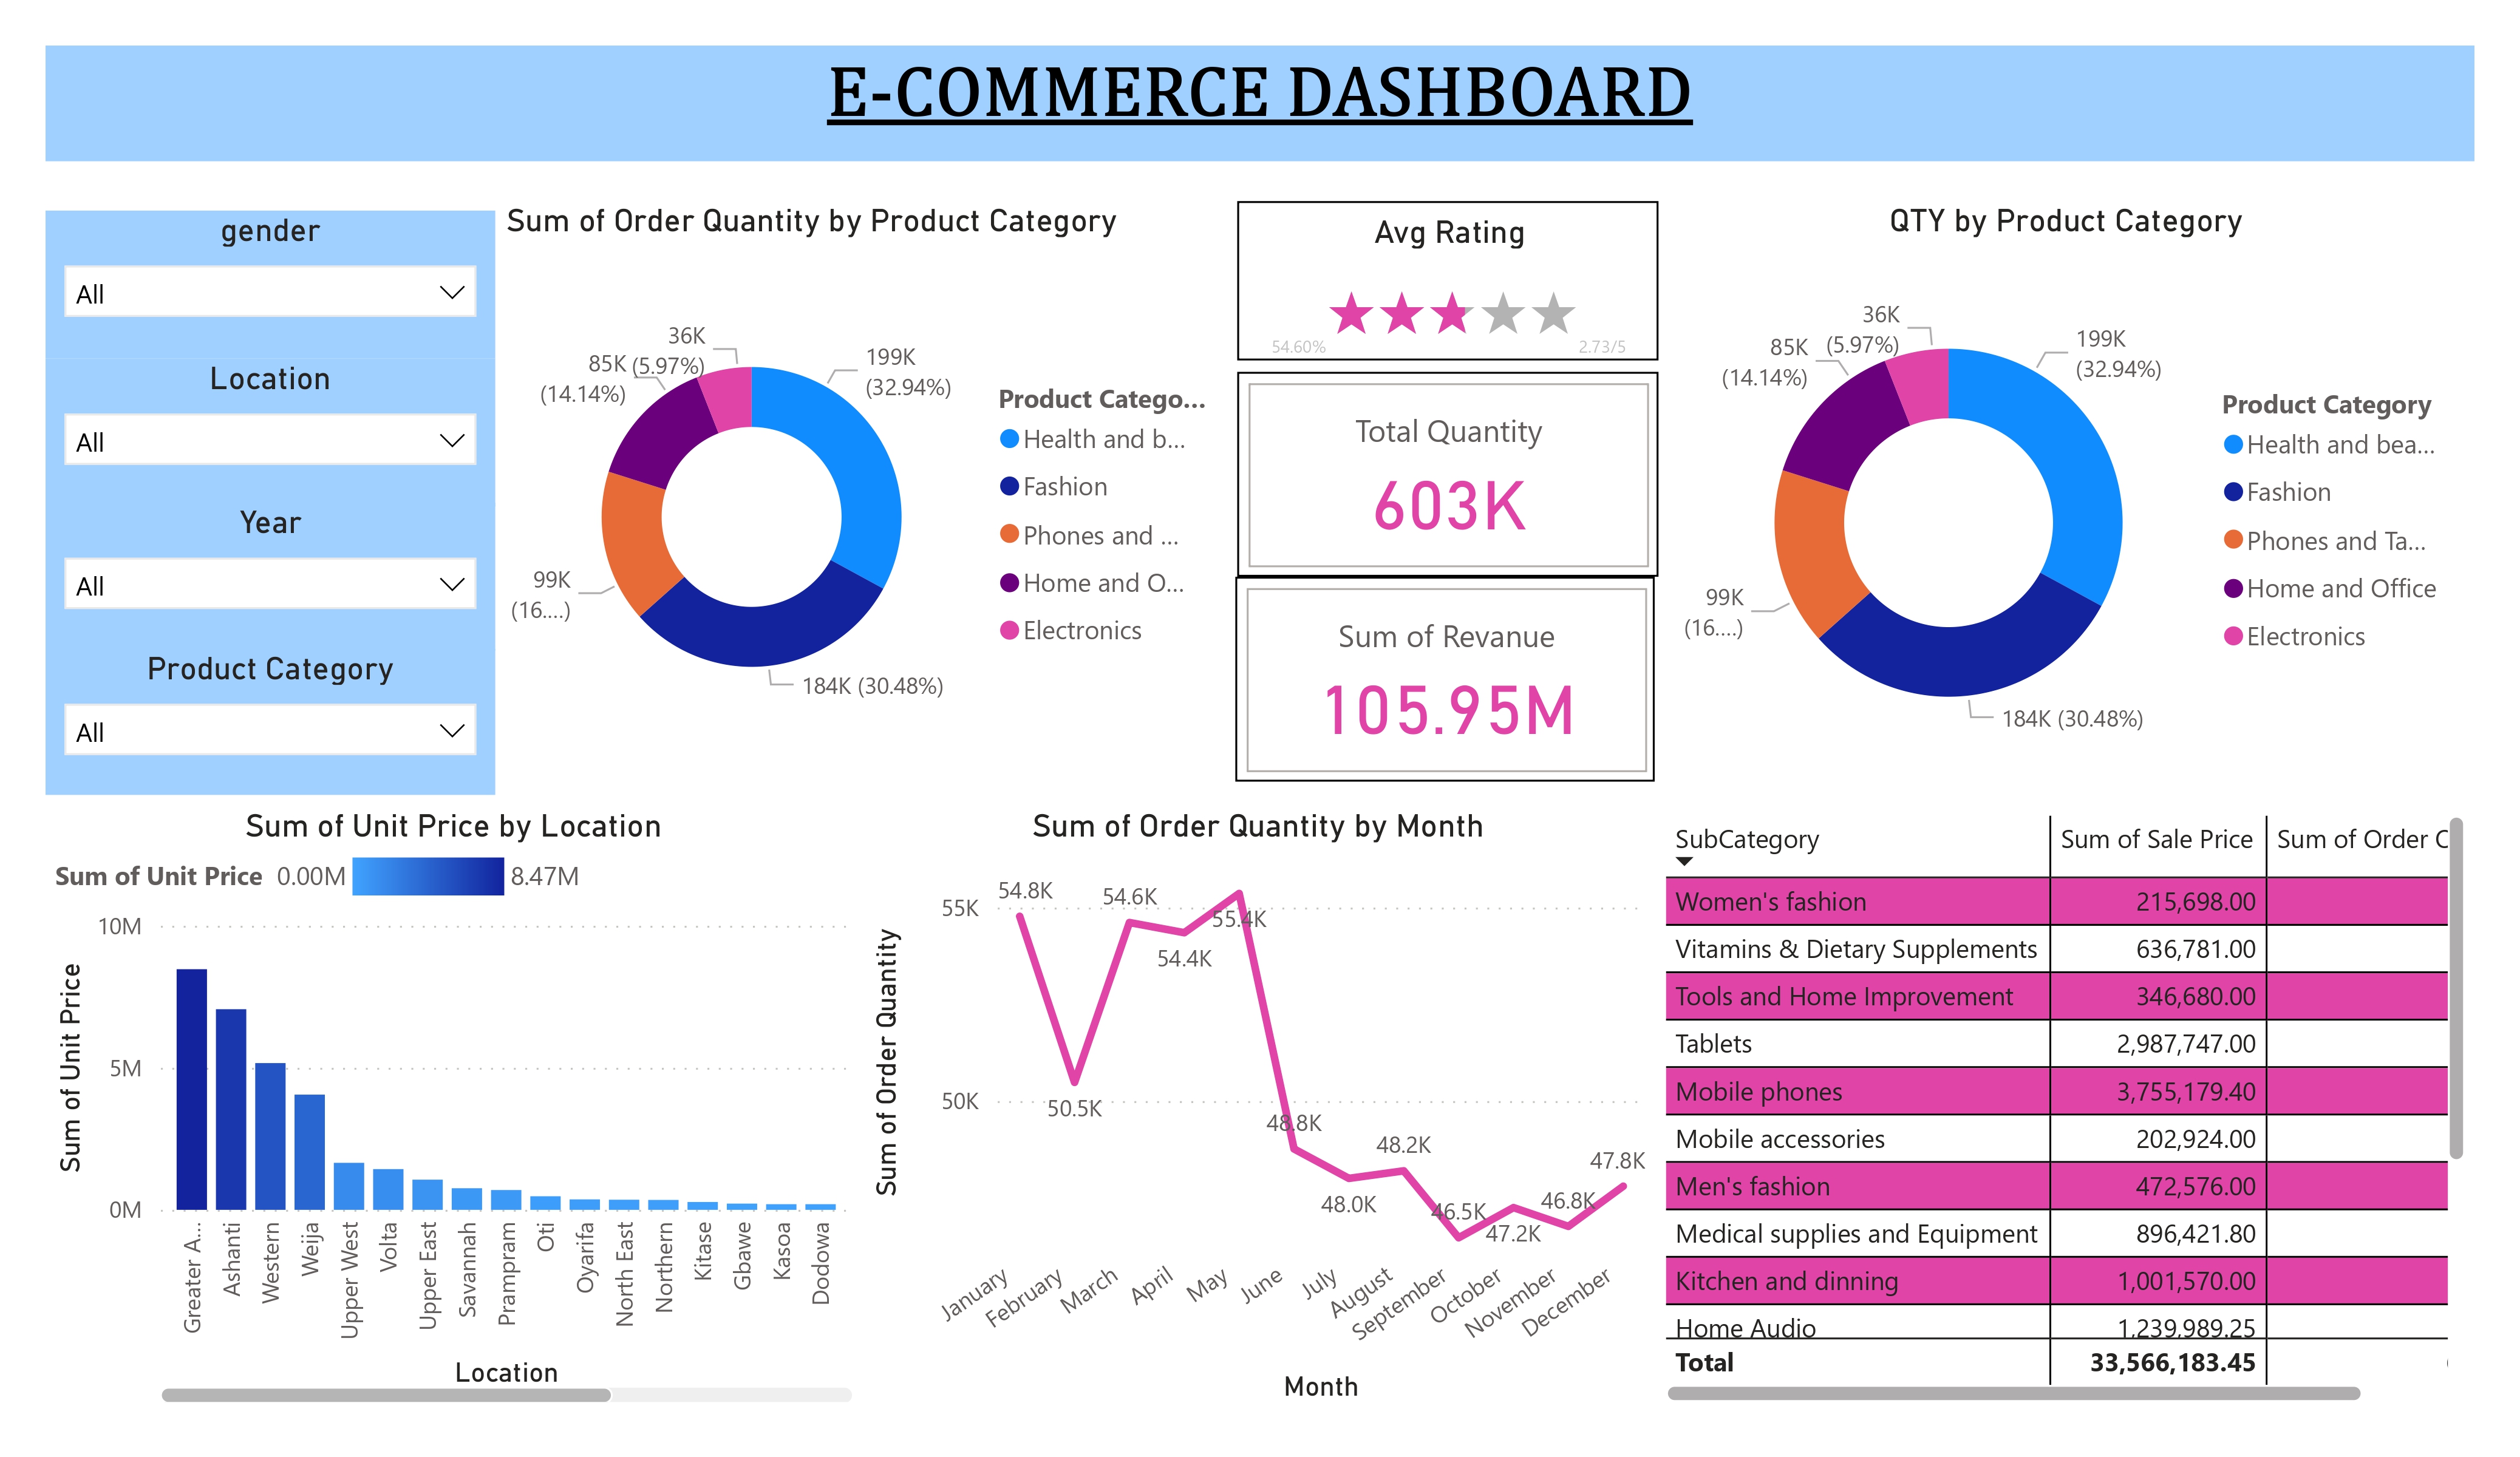 E-COMMERCE DASHBOARD
gender
All
Location
All
Year
All
Product Category
All
Sum of Order Quantity by Product Category
36K
(5.97%)
199K
(32.94%)
85K
(14.14%)
99K
(16....)
184K (30.48%)
Product Catego...
Health and b...
Fashion
Phones and ...
Home and O...
Electronics
Avg Rating
54.60%
2.73/5
Total Quantity
603K
Sum of Revanue
105.95M
QTY by Product Category
36K
(5.97%)
199K
(32.94%)
85K
(14.14%)
99K
(16....)
184K (30.48%)
Product Category
Health and bea...
Fashion
Phones and Ta...
Home and Office
Electronics
Sum of Unit Price by Location
Sum of Unit Price 0.00M 8.47M
Sum of Unit Price
10M
5M
0M
Greater A...
Ashanti
Western
Weija
Upper West
Volta
Upper East
Savannah
Prampram
Oti
Oyarifa
North East
Northern
Kitase
Gbawe
Kasoa
Dodowa
Location
Sum of Order Quantity by Month
Sum of Order Quantity
55K
50K
54.8K
50.5K
54.6K
54.4K
55.4K
48.8K
48.0K
48.2K
46.5K
47.2K
46.8K
47.8K
January
February
March
April
May
June
July
August
September
October
November
December
Month
SubCategory Sum of Sale Price Sum of Order
Women's fashion 215,698.00
Vitamins & Dietary Supplements 636,781.00
Tools and Home Improvement 346,680.00
Tablets 2,987,747.00
Mobile phones 3,755,179.40
Mobile accessories 202,924.00
Men's fashion 472,576.00
Medical supplies and Equipment 896,421.80
Kitchen and dinning 1,001,570.00
Home Audio 1,239,989.25
Total 33,566,183.45